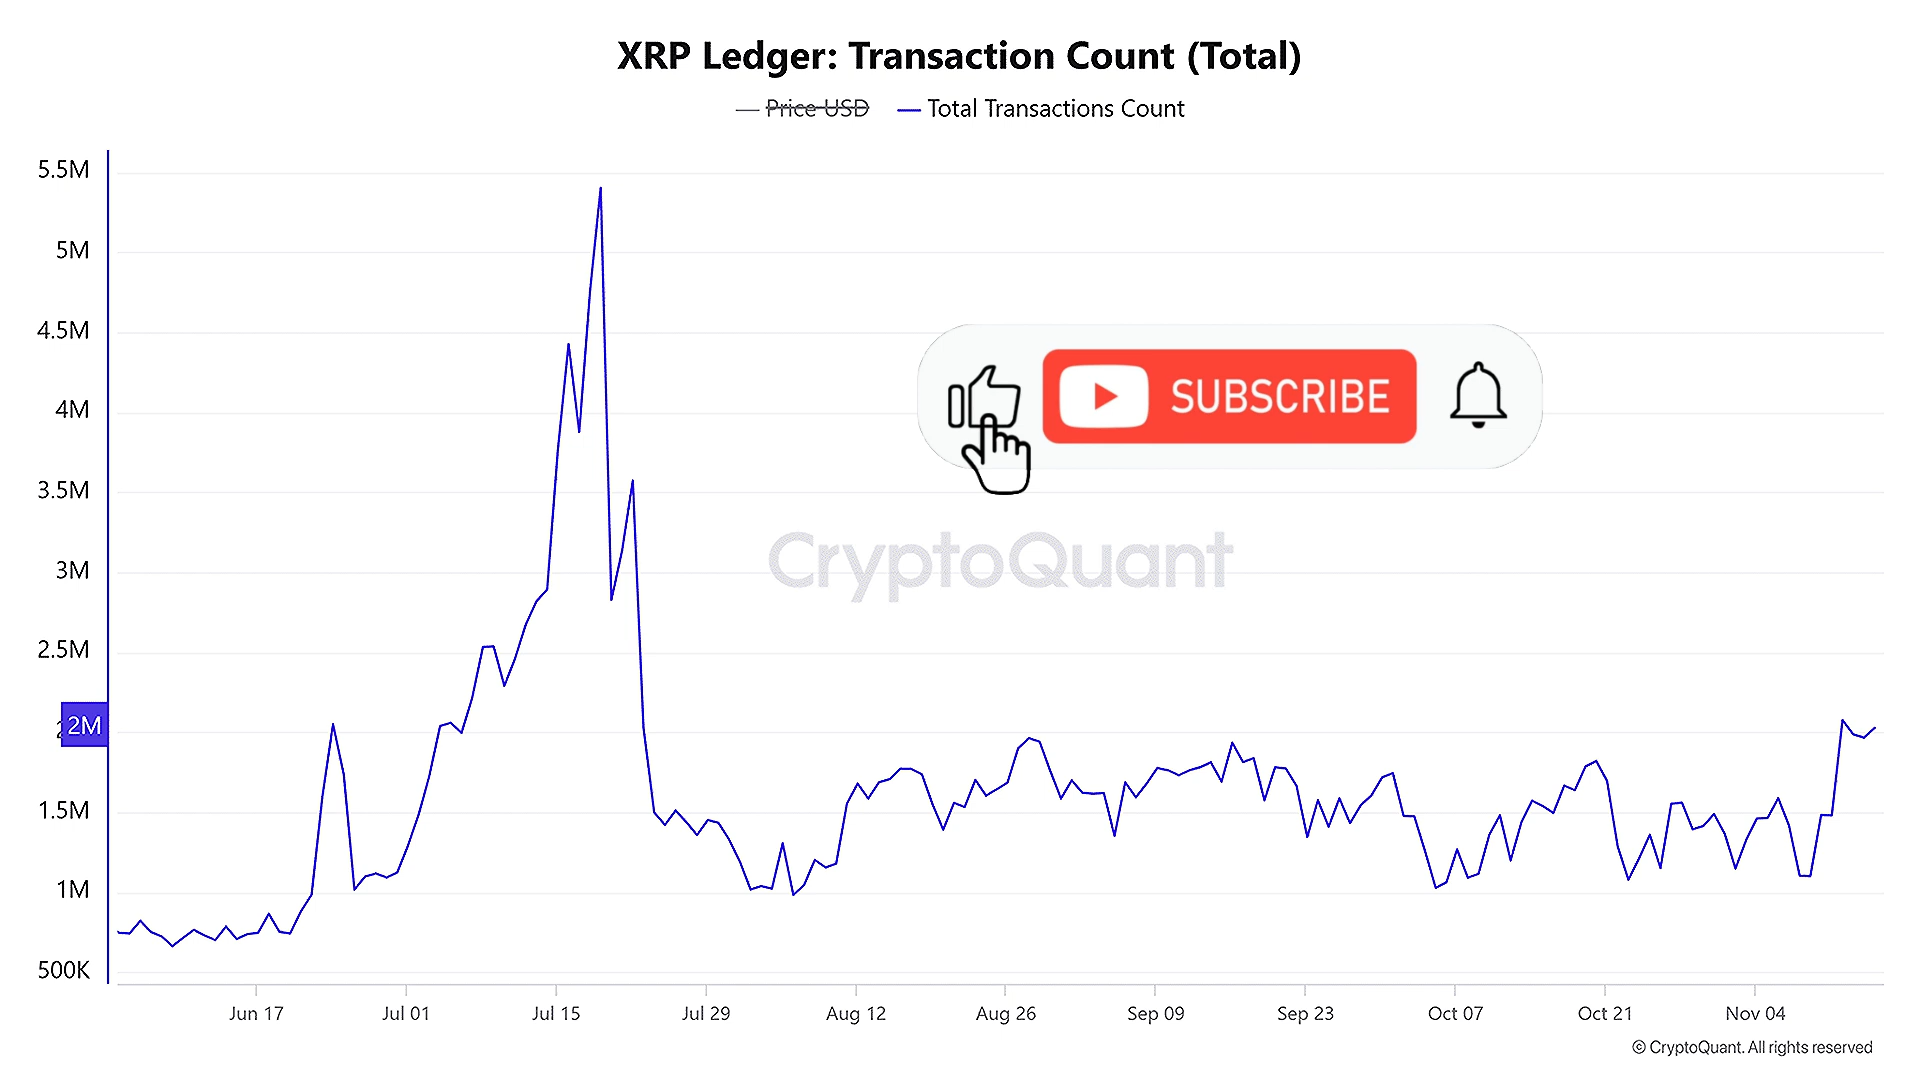 XRP Ledger: Transaction Count (Total)
Price USD Total Transactions Count
5.5M
5M
4.5M
4M
3.5M
3M
2.5M
2M
1.5M
1M
500K
SUBSCRIBE
CryptoQuant
Jun 17 Jul 01 Jul 15 Jul 29 Aug 12 Aug 26 Sep 09 Sep 23 Oct 07 Oct 21 Nov 04
© CryptoQuant. All rights reserved